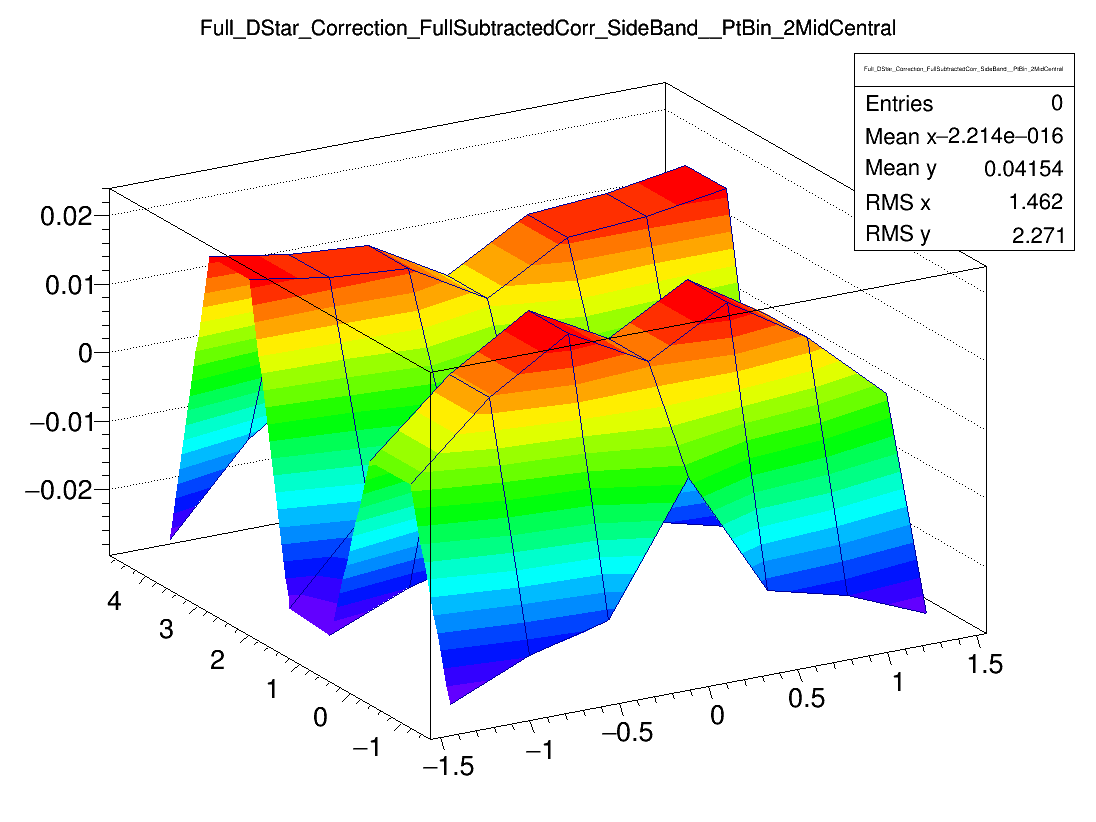 Full_DStar_Correction_FullSubtractedCorr_SideBand__PtBin_2MidCentral
Full_DStar_Correction_FullSubtractedCorr_SideBand__PtBin_2MidCentral
Entries 0
Mean x −2.214e−016
Mean y 0.04154
RMS x 1.462
RMS y 2.271
0.02
0.01
0
−0.01
−0.02
4
3
2
1
0
−1
−1.5
−1
−0.5
0
0.5
1
1.5